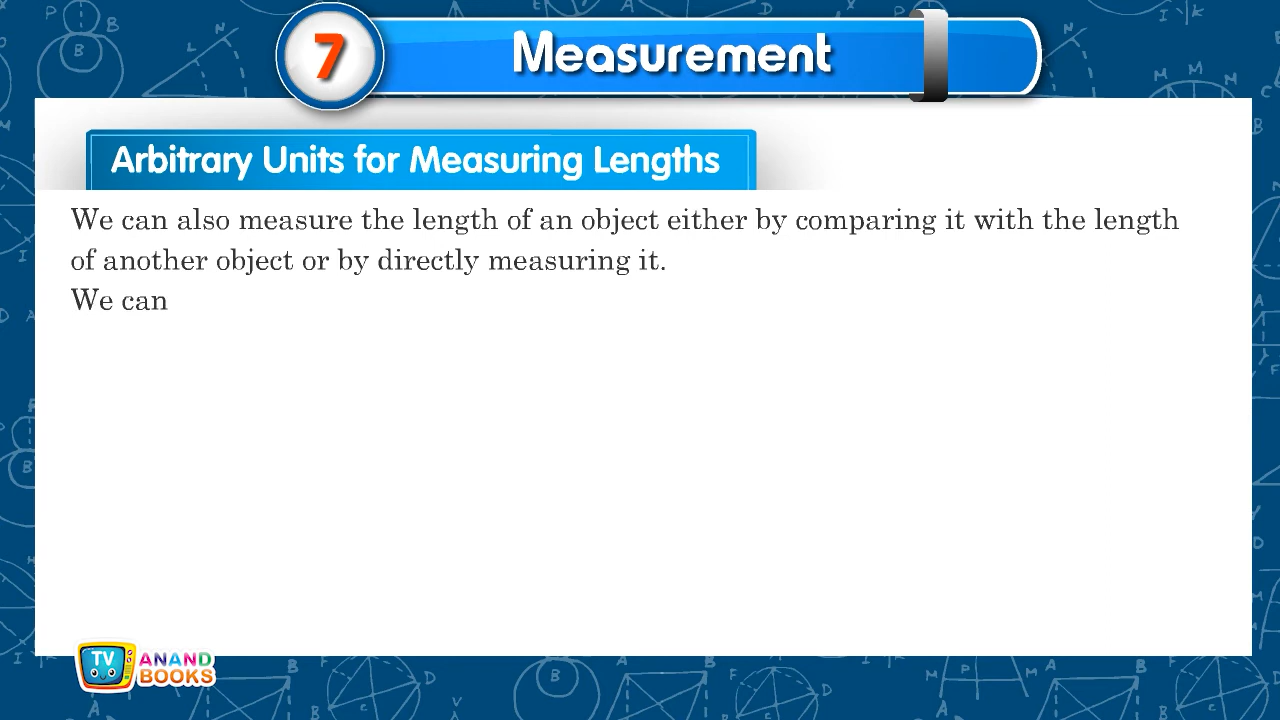 7
Measurement
Arbitrary Units for Measuring Lengths
We can also measure the length of an object either by comparing it with the length
of another object or by directly measuring it.
We can
TV
ANAND
BOOKS